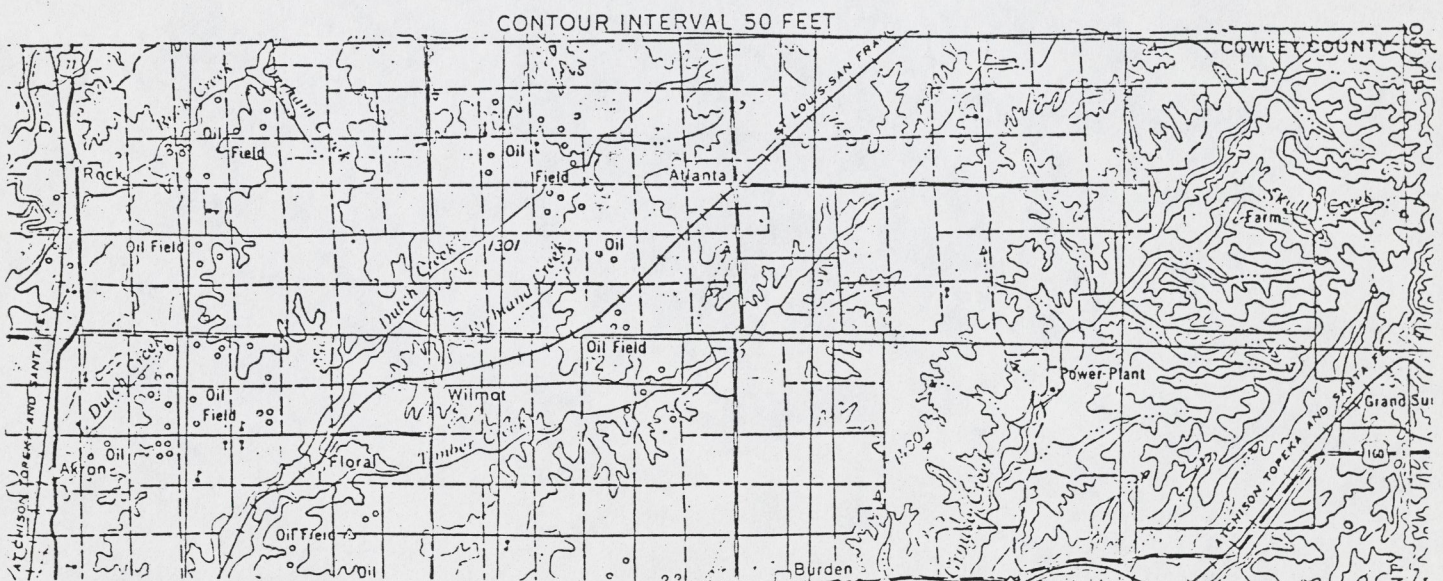 CONTOUR INTERVAL 50 FEET
COWLEY COUNTY
77
ST LOUIS-SAN FRA
Creek
Oil
Field
Rock
Oil
Field
Atlanta
Skull Creek
Farm
Oil Field
1301
Oil
Dutch Creek
Creek
Dutch Creek
Oil Field
Wilmot
Power Plant
Oil
Field
Grand Su
Timber Creek
Floral
Oil
Akron
1300
160
ATCHISON TOPEKA AND SANTA FE
ATCHISON TOPEKA AND SANTA FE
Creek
Oil Field
Oil
Burden